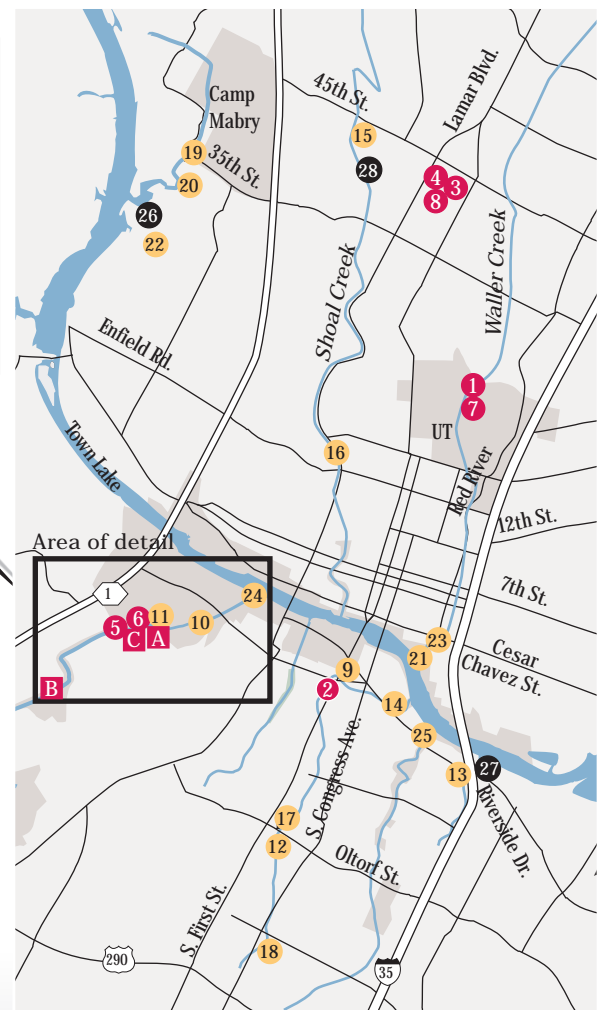 45th St.
Lamar Blvd.
Camp
Mabry
15
19
35th St.
28
4
3
20
8
26
22
Shoal Creek
Waller Creek
Enfield Rd.
1
7
UT
Town Lake
16
Red River
12th St.
Area of detail
7th St.
1
24
6
11
5
10
C
A
23
Cesar
Chavez St.
21
9
B
2
14
25
13
27
S. Congress Ave.
Riverside Dr.
17
12
Oltorf St.
S. First St.
18
290
35